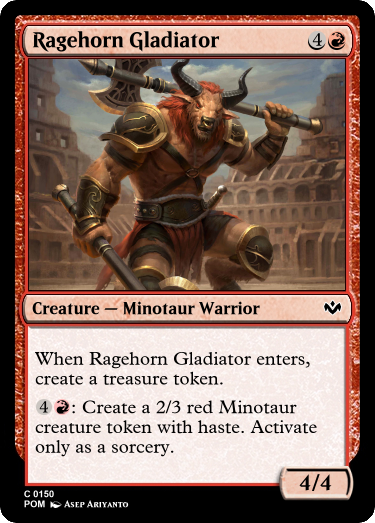 Ragehorn Gladiator 4
Creature — Minotaur Warrior
When Ragehorn Gladiator enters,
create a treasure token.
4 : Create a 2/3 red Minotaur
creature token with haste. Activate
only as a sorcery.
4/4
C 0150
POM Asep Ariyanto